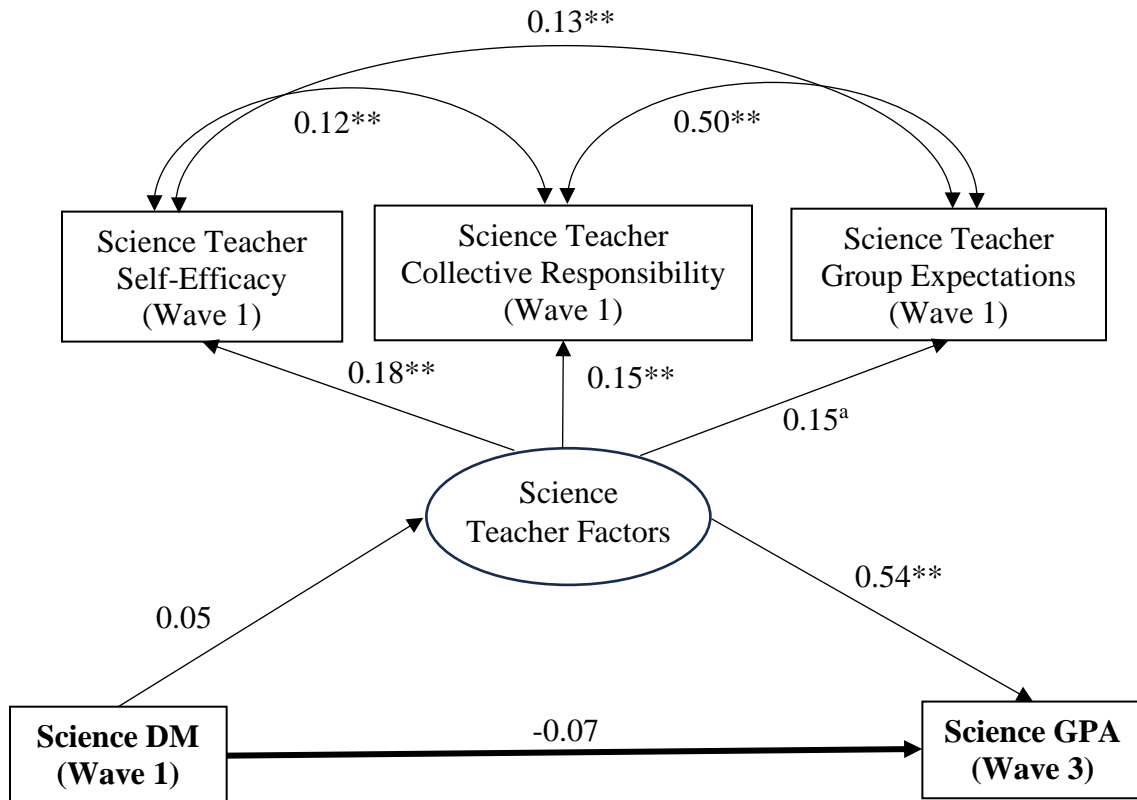 0.13**
0.12**
0.50**
Science Teacher
Self-Efficacy
(Wave 1)
Science Teacher
Collective Responsibility
(Wave 1)
Science Teacher
Group Expectations
(Wave 1)
0.18**
0.15**
0.15ᵃ
Science
Teacher Factors
0.05
0.54**
Science DM
(Wave 1)
-0.07
Science GPA
(Wave 3)